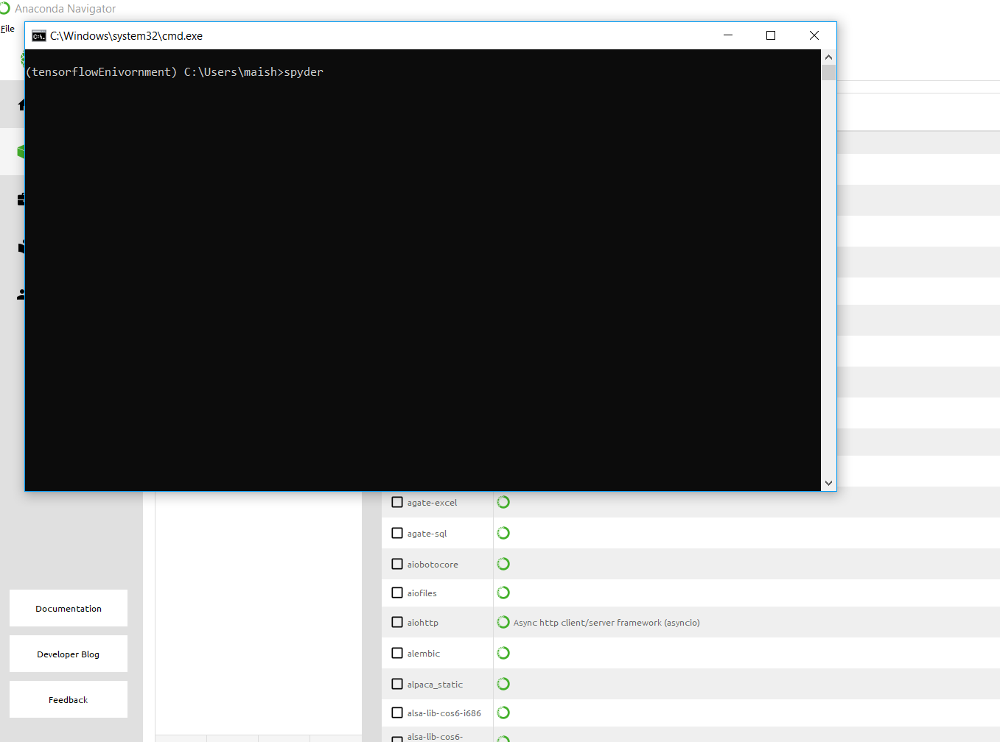 Anaconda Navigator
File
C:\Windows\system32\cmd.exe
(tensorflowEnivornment) C:\Users\maish>spyder
agate-excel
agate-sql
aiobotocore
aiofiles
aiohttp Async http client/server framework (asyncio)
alembic
alpaca_static
alsa-lib-cos6-i686
alsa-lib-cos6-
Documentation
Developer Blog
Feedback